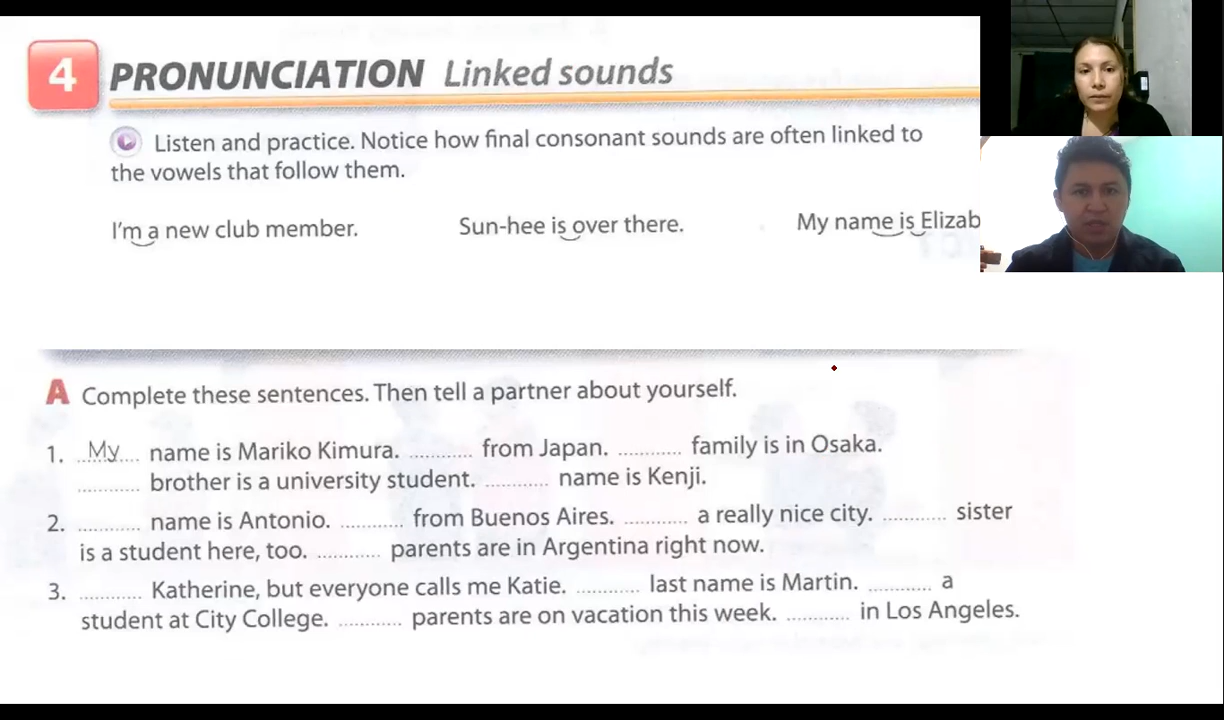 4 PRONUNCIATION Linked sounds
Listen and practice. Notice how final consonant sounds are often linked to
the vowels that follow them.
I'm a new club member. Sun-hee is over there. My name is Elizab
A Complete these sentences. Then tell a partner about yourself.
1. My name is Mariko Kimura. ............ from Japan. ............ family is in Osaka.
............ brother is a university student. ............ name is Kenji.
2. ............ name is Antonio. ............ from Buenos Aires. ............ a really nice city. ............ sister
is a student here, too. ............ parents are in Argentina right now.
3. ............ Katherine, but everyone calls me Katie. ............ last name is Martin. ............ a
student at City College. ............ parents are on vacation this week. ............ in Los Angeles.